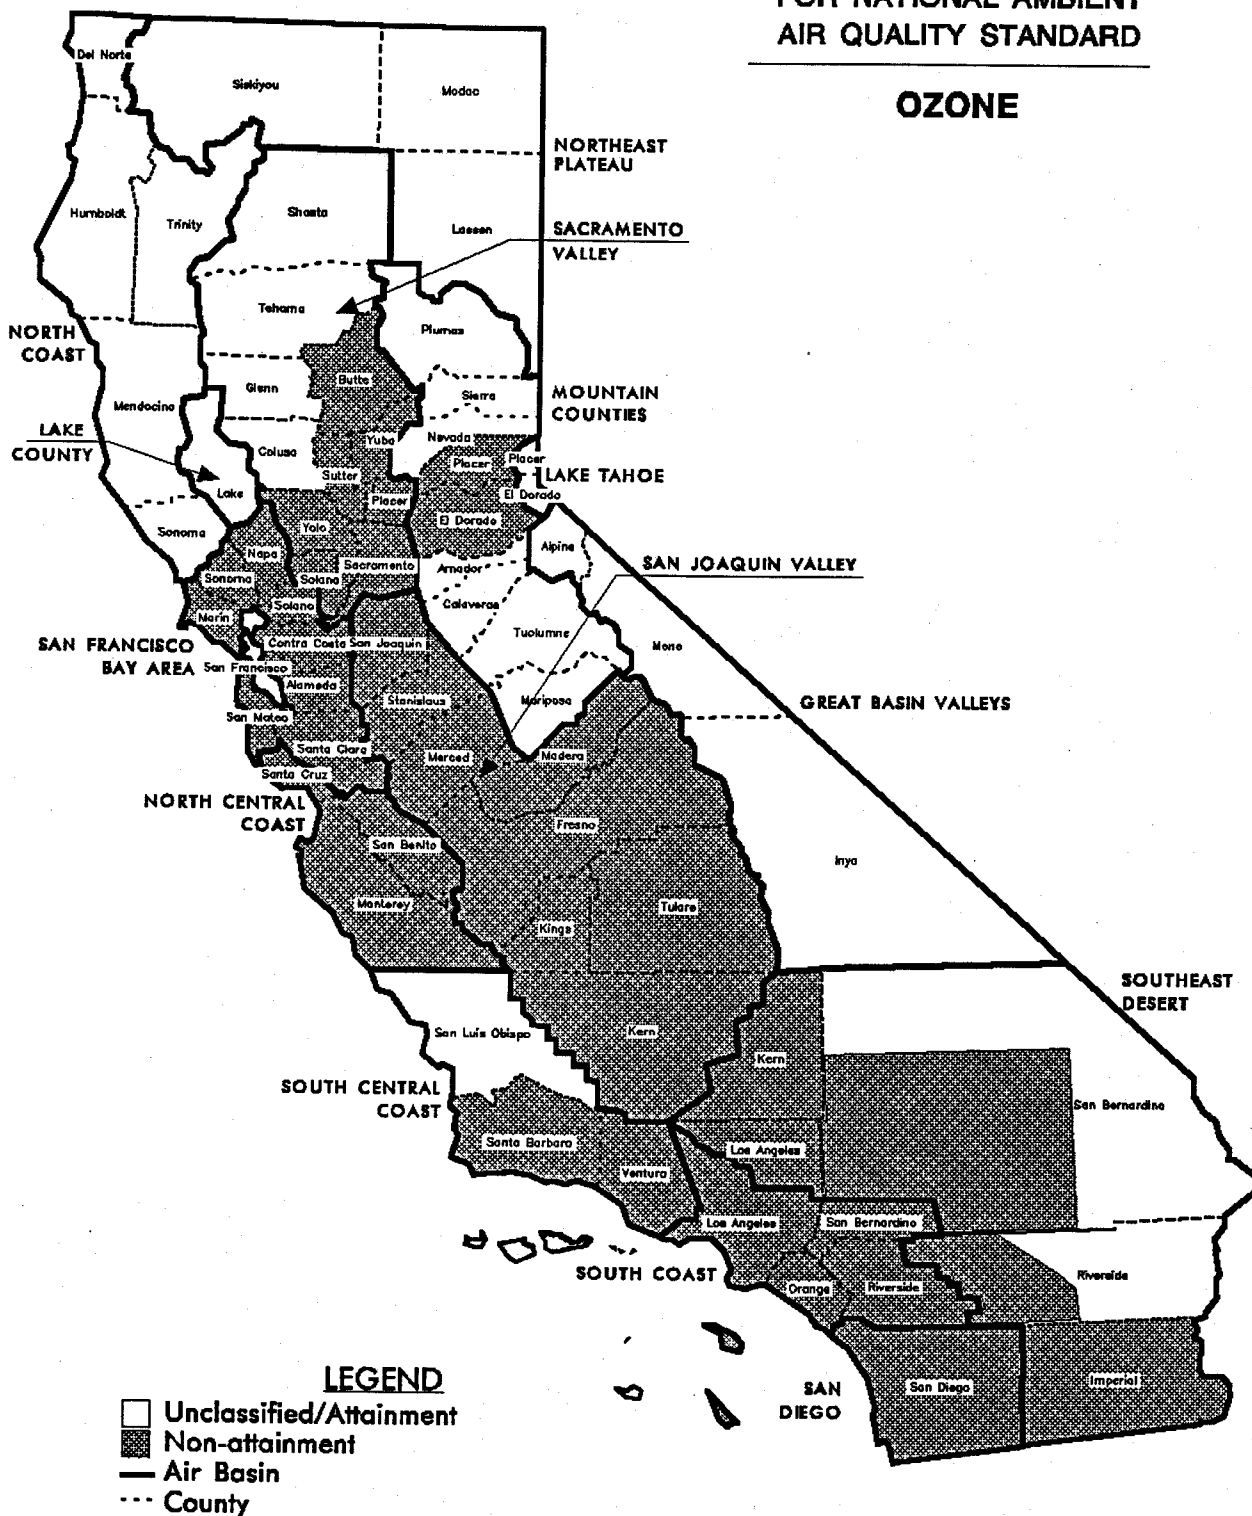 FOR NATIONAL AMBIENT
AIR QUALITY STANDARD
OZONE
Del Norte
Siskiyou
Modoc
NORTHEAST
PLATEAU
Humboldt
Trinity
Shasta
Lassen
SACRAMENTO
VALLEY
Tehama
Plumas
NORTH
COAST
Glenn
Butte
Sierra
MOUNTAIN
COUNTIES
Mendocino
LAKE
COUNTY
Colusa
Yuba
Nevada
Placer
Placer
LAKE TAHOE
Sutter
Lake
Placer
El Dorado
El Dorado
Sonoma
Yolo
Napa
Alpine
SAN JOAQUIN VALLEY
Sonoma
Solano
Sacramento
Amador
Calaveras
Solano
Marin
Tuolumne
Mono
SAN FRANCISCO
BAY AREA
Contra Costa
San Joaquin
San Francisco
Alameda
Stanislaus
Mariposa
GREAT BASIN VALLEYS
San Mateo
Santa Clara
Merced
Madera
Santa Cruz
NORTH CENTRAL
COAST
Fresno
San Benito
Inyo
Monterey
Tulare
Kings
SOUTHEAST
DESERT
San Luis Obispo
Kern
Kern
SOUTH CENTRAL
COAST
San Bernardino
Santa Barbara
Los Angeles
Ventura
Los Angeles
San Bernardino
SOUTH COAST
Orange
Riverside
Riverside
SAN
DIEGO
San Diego
Imperial
LEGEND
Unclassified/Attainment
Non-attainment
Air Basin
County